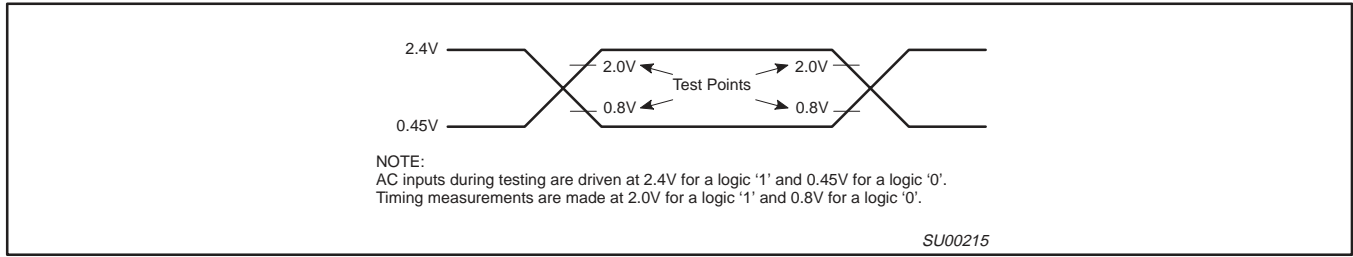 2.4V
2.0V 2.0V
Test Points
0.8V 0.8V
0.45V
NOTE:
AC inputs during testing are driven at 2.4V for a logic ‘1’ and 0.45V for a logic ‘0’.
Timing measurements are made at 2.0V for a logic ‘1’ and 0.8V for a logic ‘0’.
SU00215